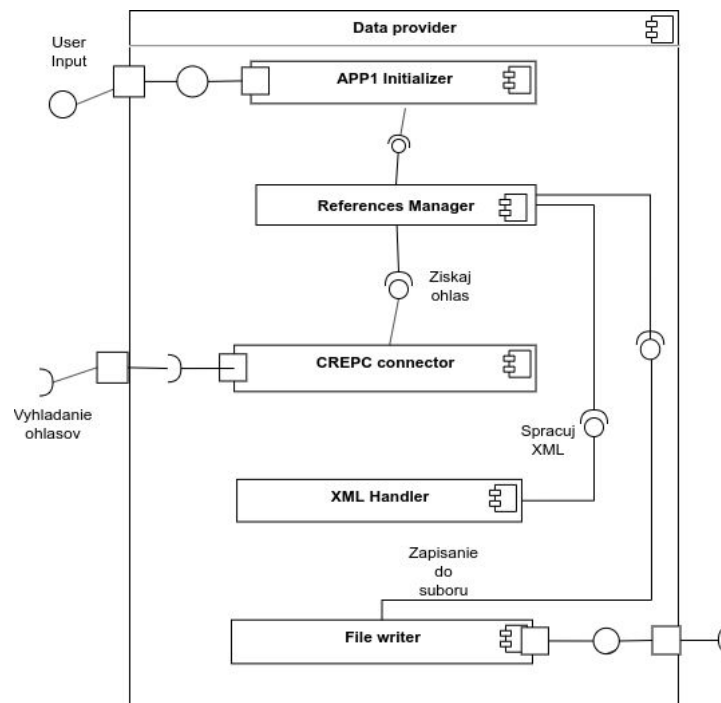 Data provider
User
Input
APP1 Initializer
References Manager
Ziskaj
ohlas
CREPC connector
Vyhladanie
ohlasov
Spracuj
XML
XML Handler
Zapisanie
do
suboru
File writer